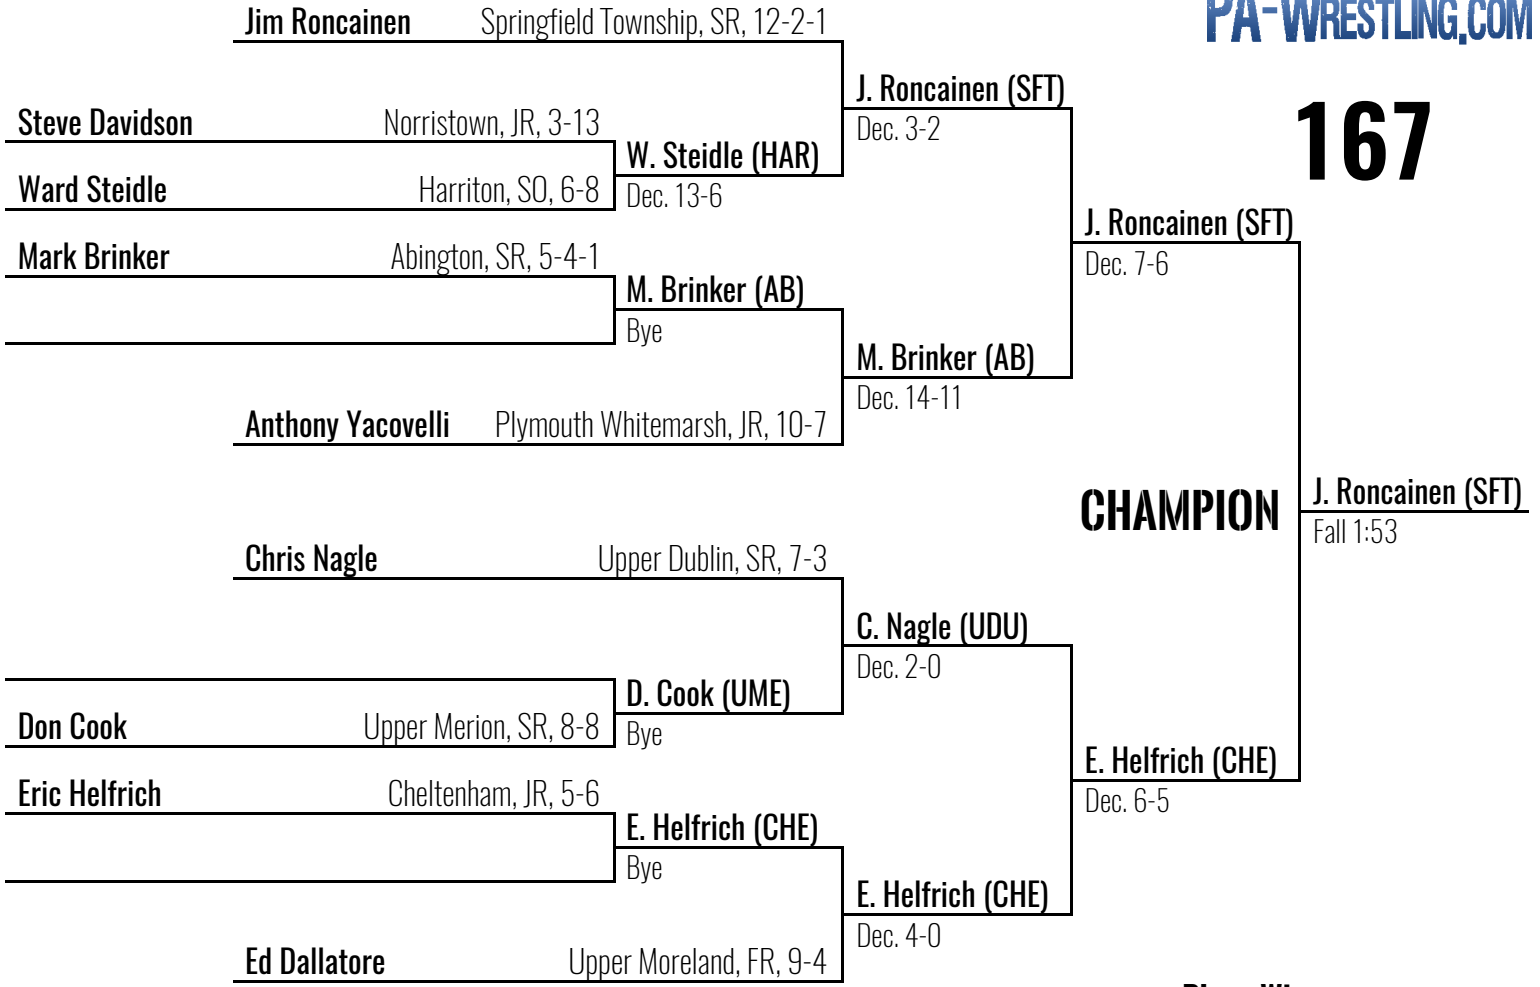 PA-WRESTLING.COM
167
Jim Roncainen Springfield Township, SR, 12-2-1
J. Roncainen (SFT)
Dec. 3-2
Steve Davidson Norristown, JR, 3-13
W. Steidle (HAR)
Dec. 13-6
Ward Steidle Harriton, SO, 6-8
J. Roncainen (SFT)
Dec. 7-6
Mark Brinker Abington, SR, 5-4-1
M. Brinker (AB)
Bye
M. Brinker (AB)
Dec. 14-11
Anthony Yacovelli Plymouth Whitemarsh, JR, 10-7
CHAMPION
J. Roncainen (SFT)
Fall 1:53
Chris Nagle Upper Dublin, SR, 7-3
C. Nagle (UDU)
Dec. 2-0
D. Cook (UME)
Bye
Don Cook Upper Merion, SR, 8-8
E. Helfrich (CHE)
Dec. 6-5
Eric Helfrich Cheltenham, JR, 5-6
E. Helfrich (CHE)
Bye
E. Helfrich (CHE)
Dec. 4-0
Ed Dallatore Upper Moreland, FR, 9-4